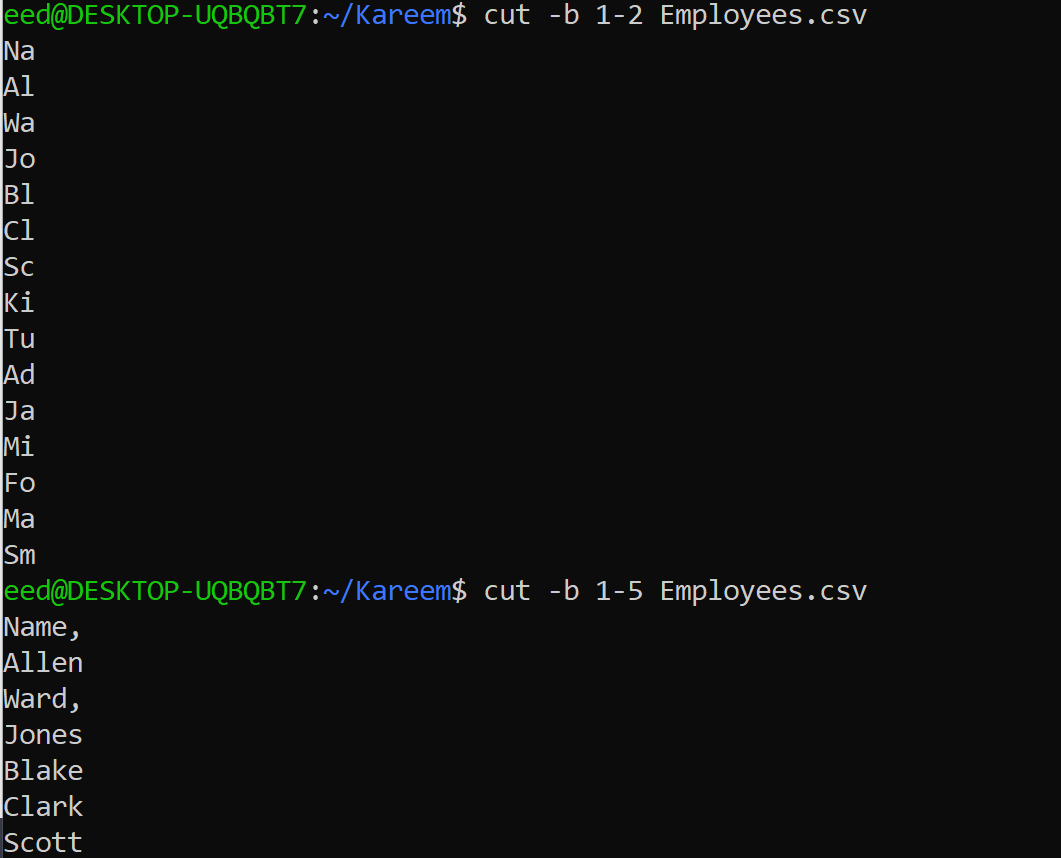 eed@DESKTOP-UQBQBT7:~/Kareem$ cut -b 1-2 Employees.csv
Na
Al
Wa
Jo
Bl
Cl
Sc
Ki
Tu
Ad
Ja
Mi
Fo
Ma
Sm
eed@DESKTOP-UQBQBT7:~/Kareem$ cut -b 1-5 Employees.csv
Name,
Allen
Ward,
Jones
Blake
Clark
Scott